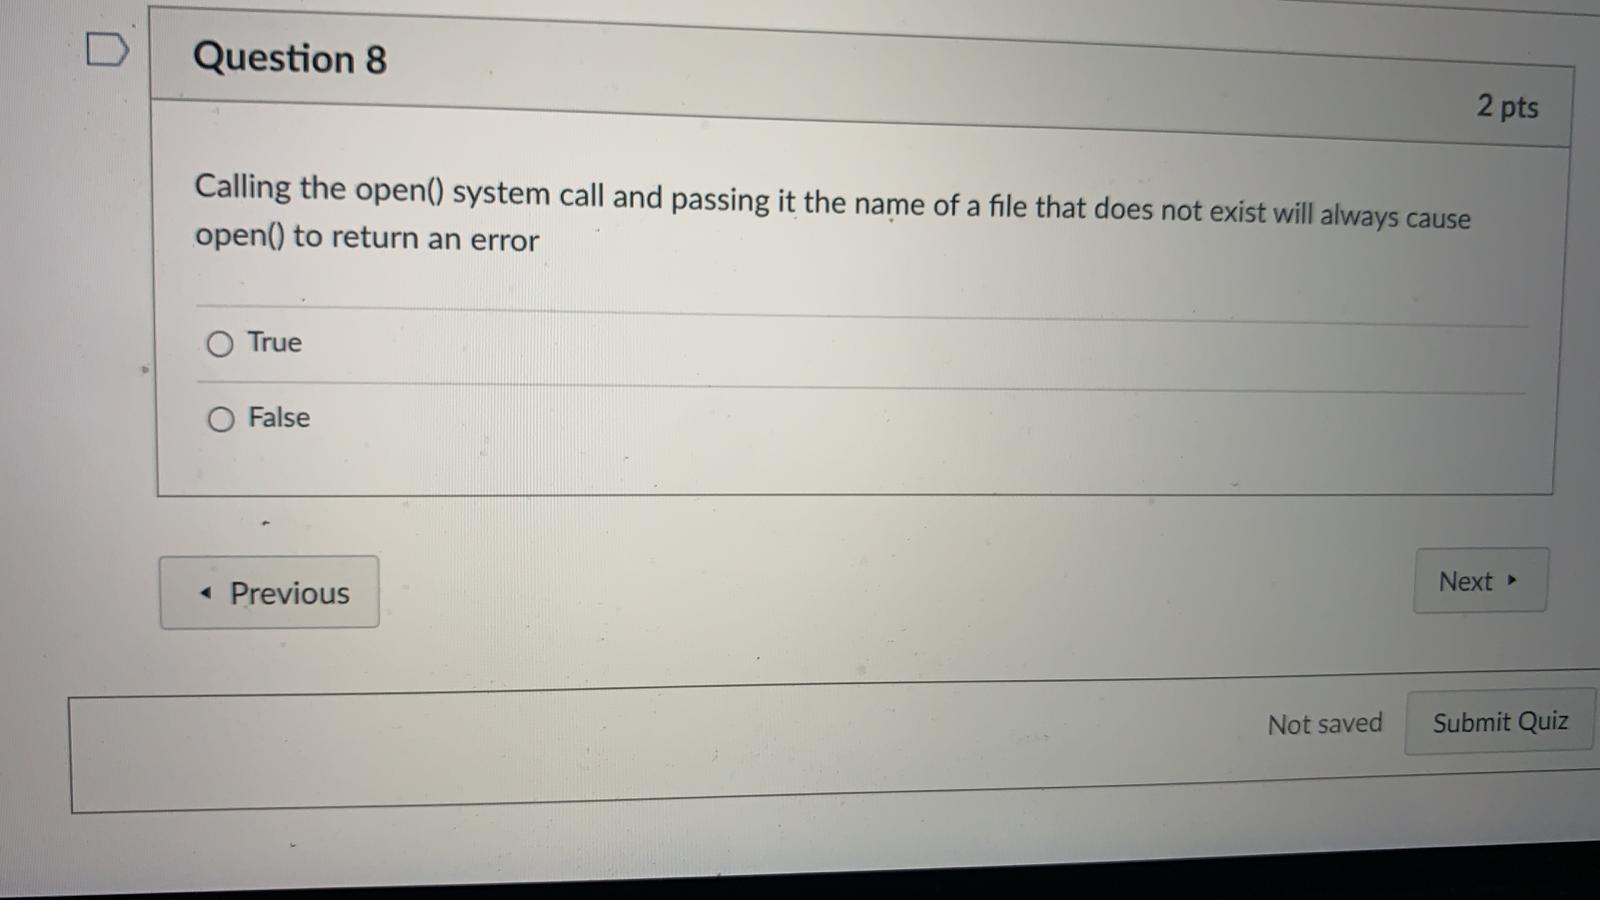 Question 8
2 pts
Calling the open() system call and passing it the name of a file that does not exist will always cause
open() to return an error
True
False
Previous
Next
Not saved
Submit Quiz